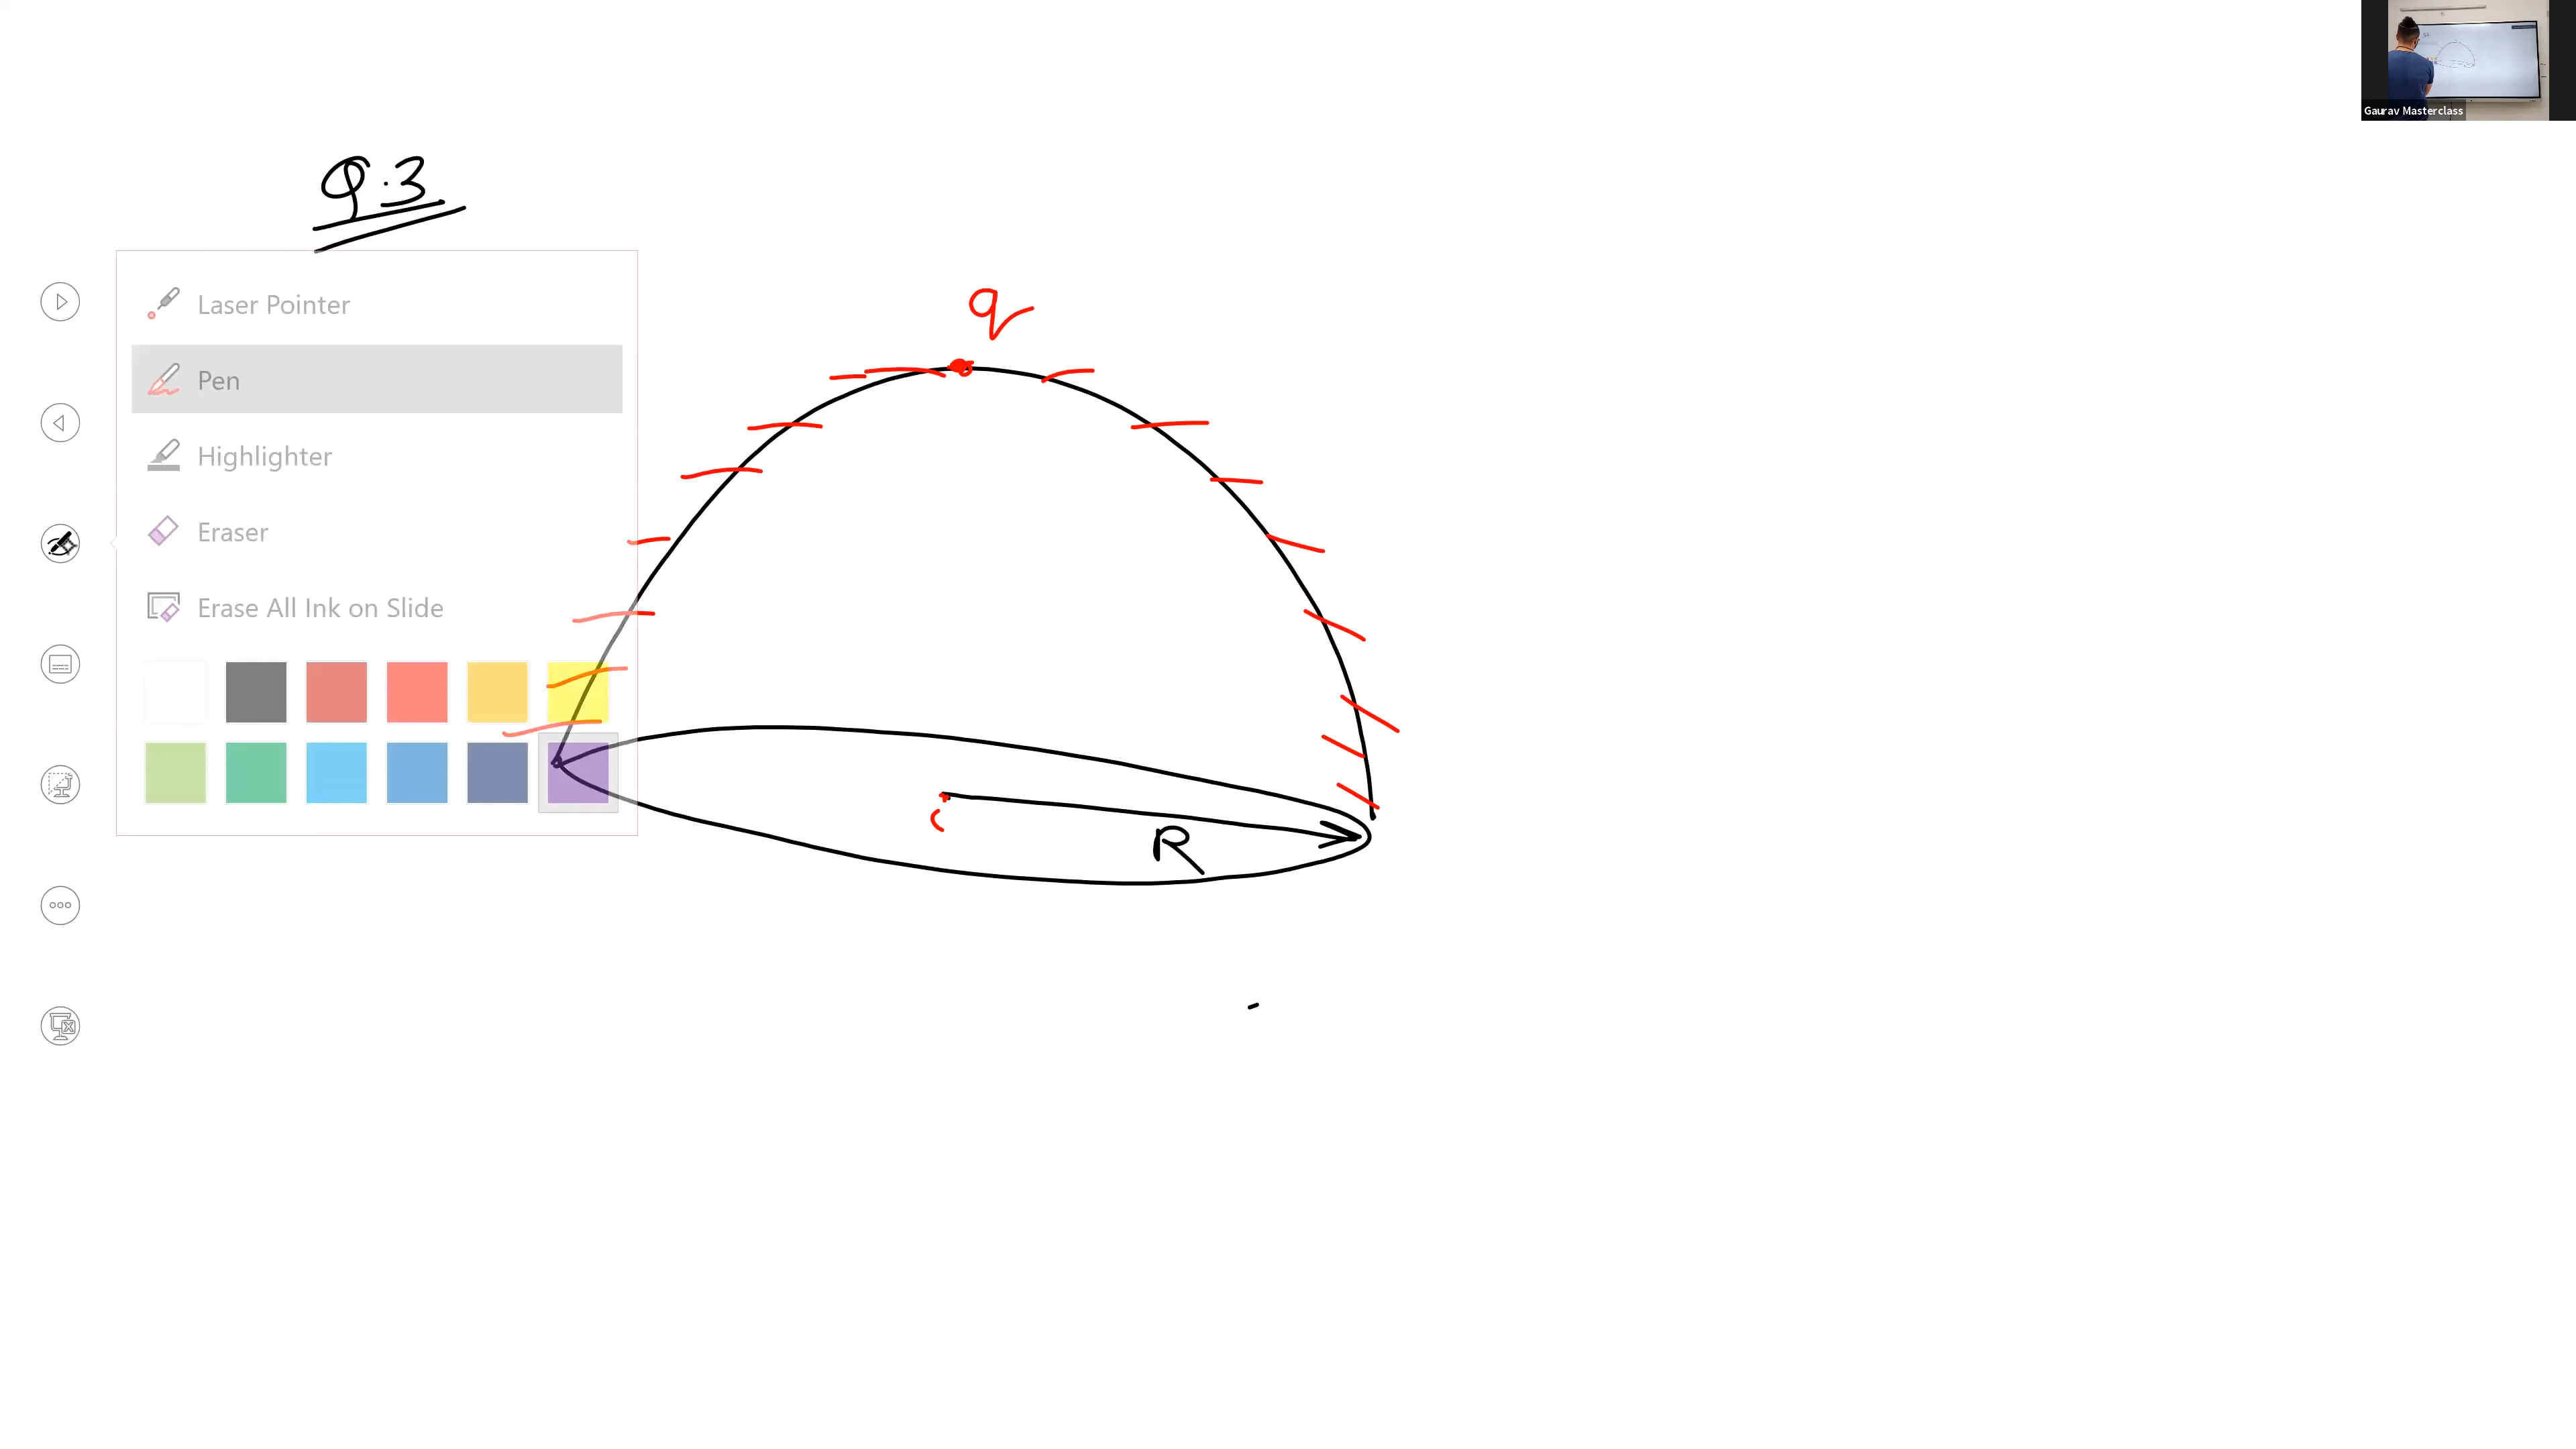 Gaurav Masterclass
Q.3
Laser Pointer
Pen
Highlighter
Eraser
Erase All Ink on Slide
q
c
R